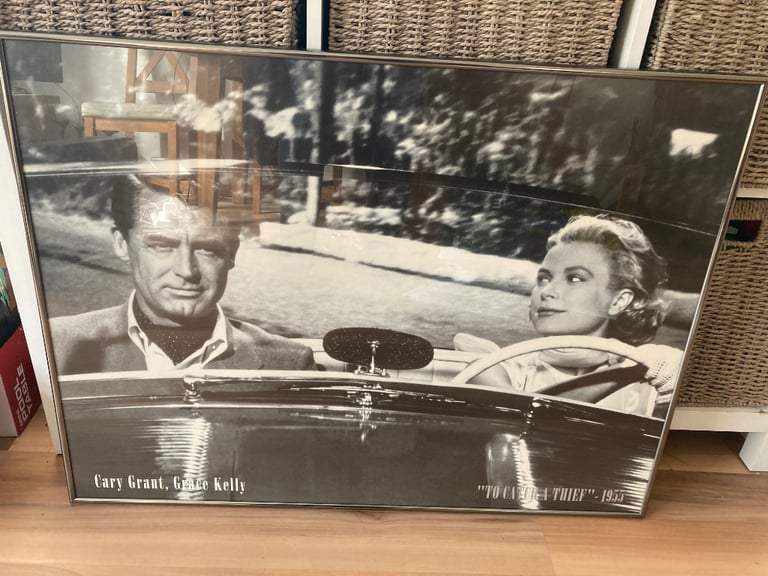 Cary Grant, Grace Kelly
"TO CATCH A THIEF"- 1955